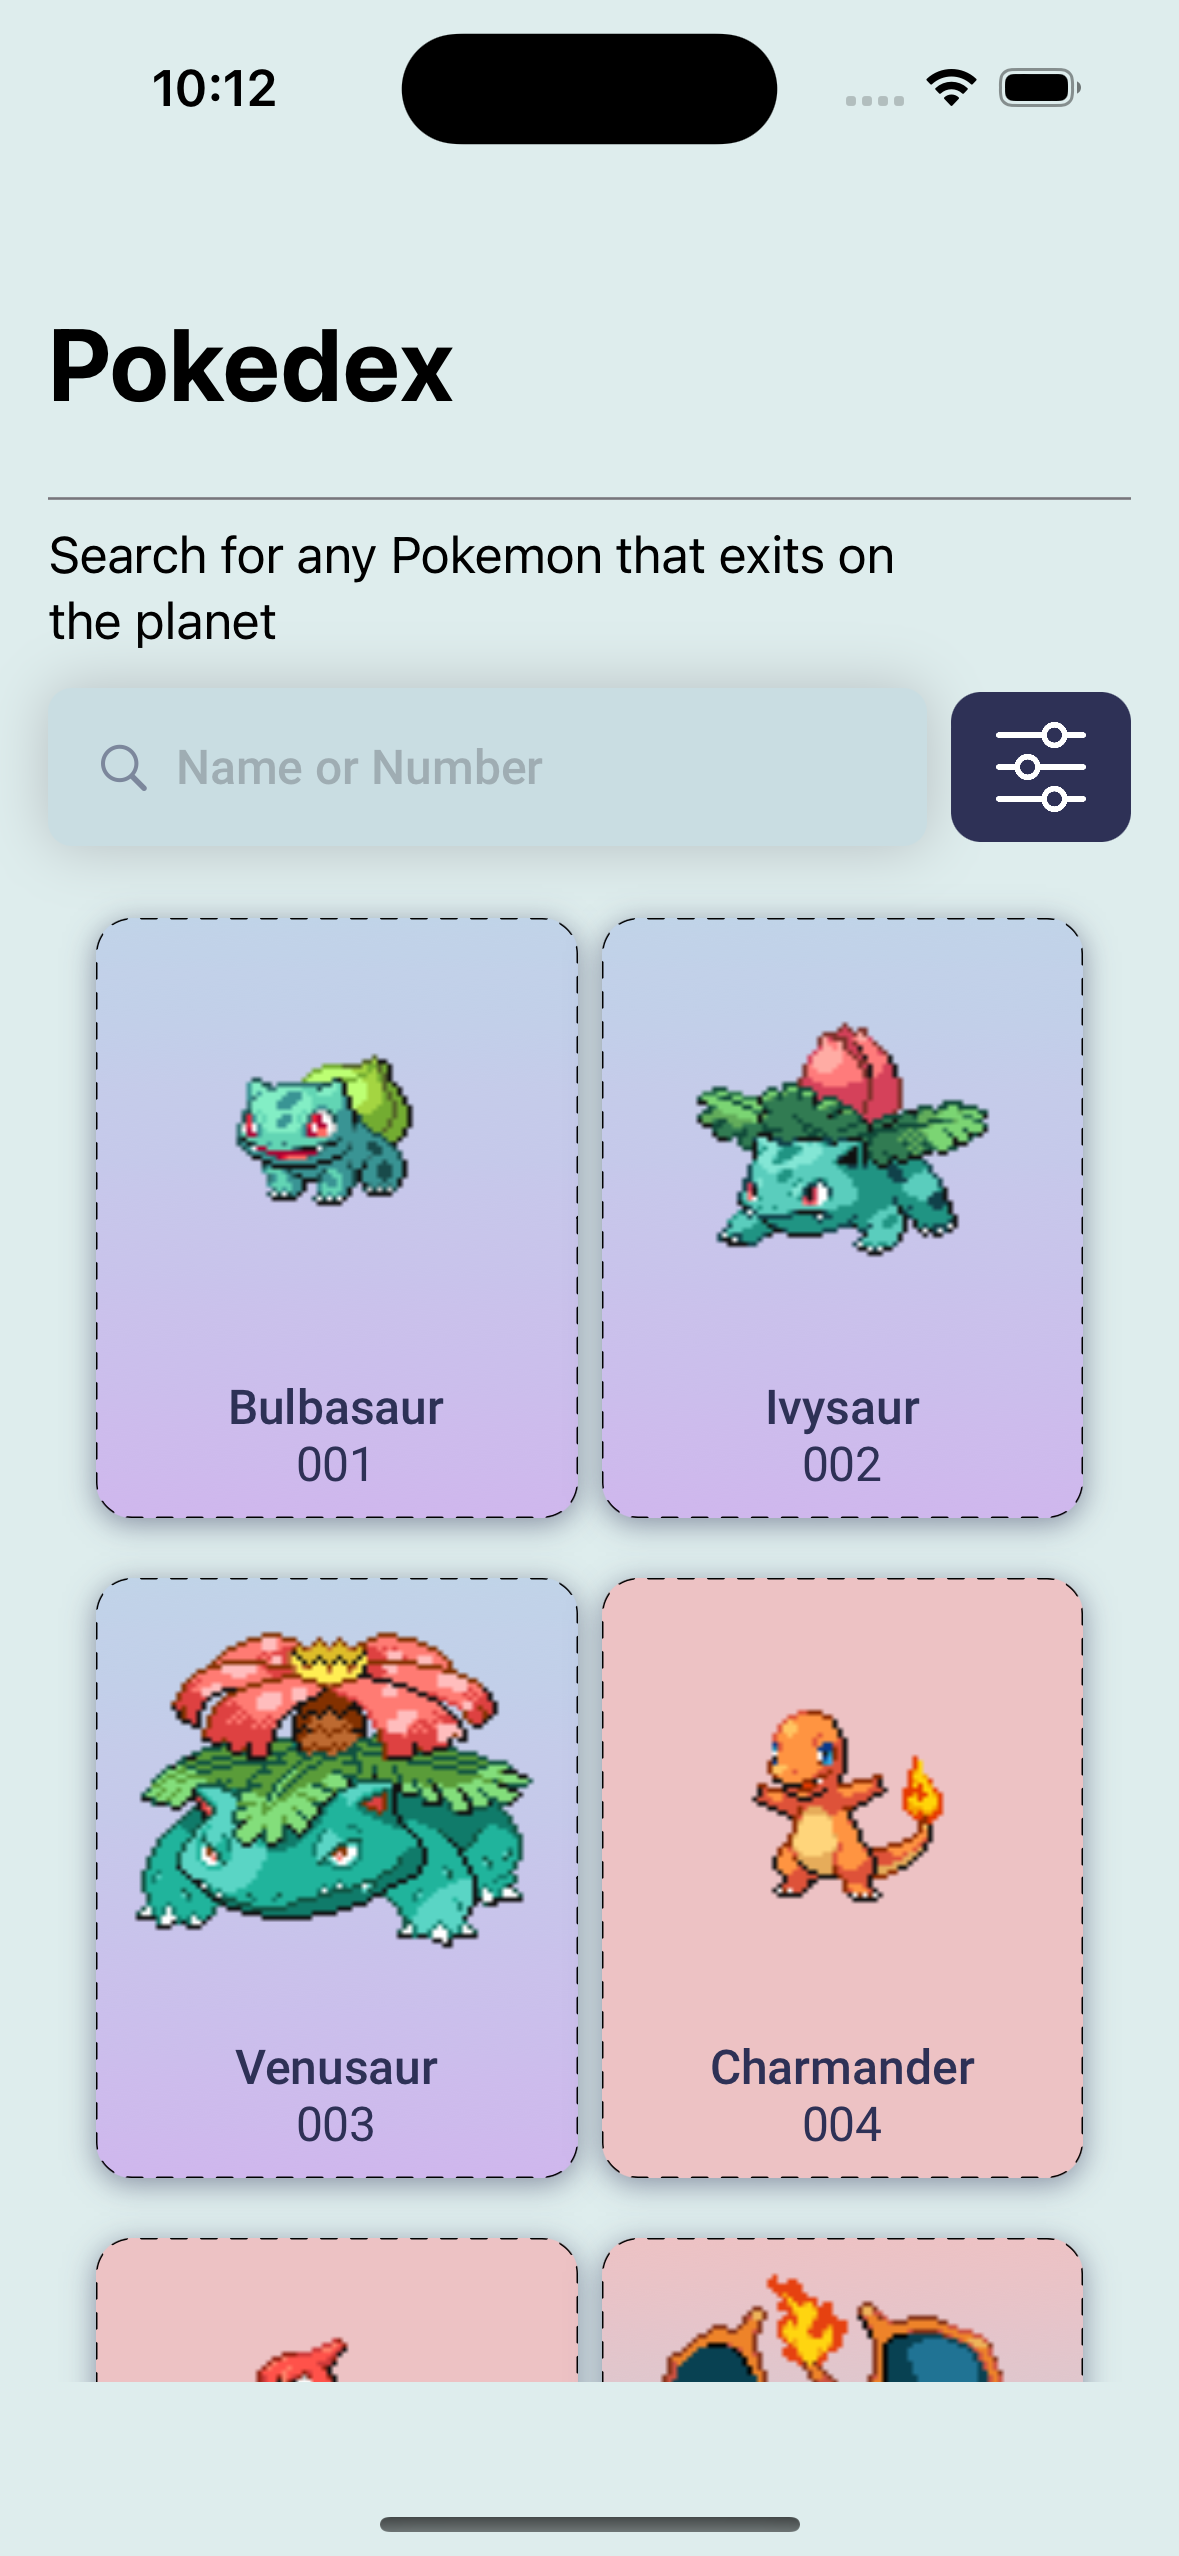 10:12
Pokedex
Search for any Pokemon that exits on
the planet
Name or Number
Bulbasaur
001
Ivysaur
002
Venusaur
003
Charmander
004